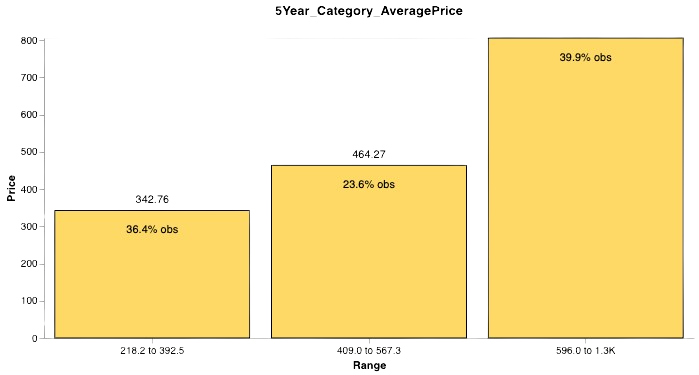 5Year_Category_AveragePrice
800
39.9% obs
700
600
500
464.27
23.6% obs
400
342.76
36.4% obs
300
200
100
0
Price
218.2 to 392.5
409.0 to 567.3
596.0 to 1.3K
Range